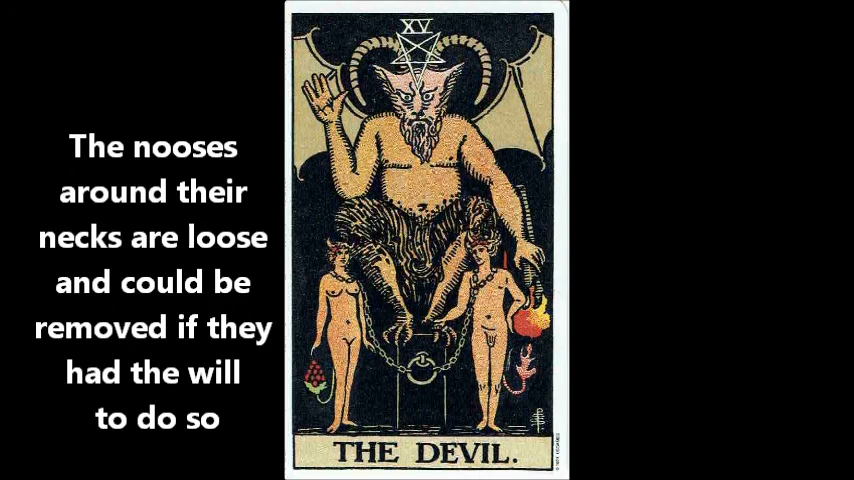 The nooses
around their
necks are loose
and could be
removed if they
had the will
to do so
XV
THE DEVIL.